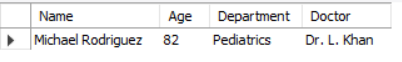 Name Age Department Doctor
Michael Rodriguez 82 Pediatrics Dr. L. Khan